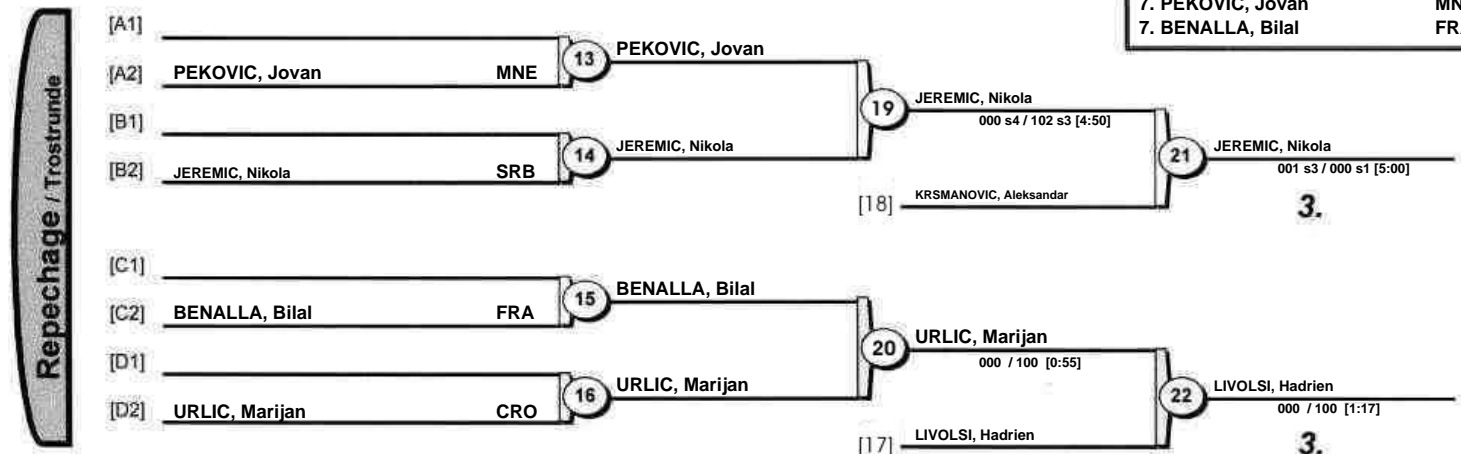 7. PEKOVIC, Jovan MN
7. BENALLA, Bilal FRA
Repechage / Trostrunde
[A1]
13 PEKOVIC, Jovan
[A2] PEKOVIC, Jovan MNE
19 JEREMIC, Nikola
000 s4 / 102 s3 [4:50]
[B1]
14 JEREMIC, Nikola
21 JEREMIC, Nikola
001 s3 / 000 s1 [5:00]
[B2] JEREMIC, Nikola SRB
[18] KRSMANOVIC, Aleksandar
3.
[C1]
15 BENALLA, Bilal
[C2] BENALLA, Bilal FRA
20 URLIC, Marijan
000 / 100 [0:55]
[D1]
16 URLIC, Marijan
22 LIVOLSI, Hadrien
000 / 100 [1:17]
[D2] URLIC, Marijan CRO
[17] LIVOLSI, Hadrien
3.